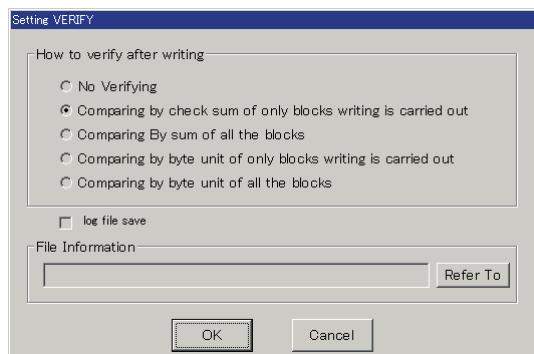 Setting VERIFY
How to verify after writing
No Verifying
Comparing by check sum of only blocks writing is carried out
Comparing By sum of all the blocks
Comparing by byte unit of only blocks writing is carried out
Comparing by byte unit of all the blocks
log file save
File Information
Refer To
OK Cancel